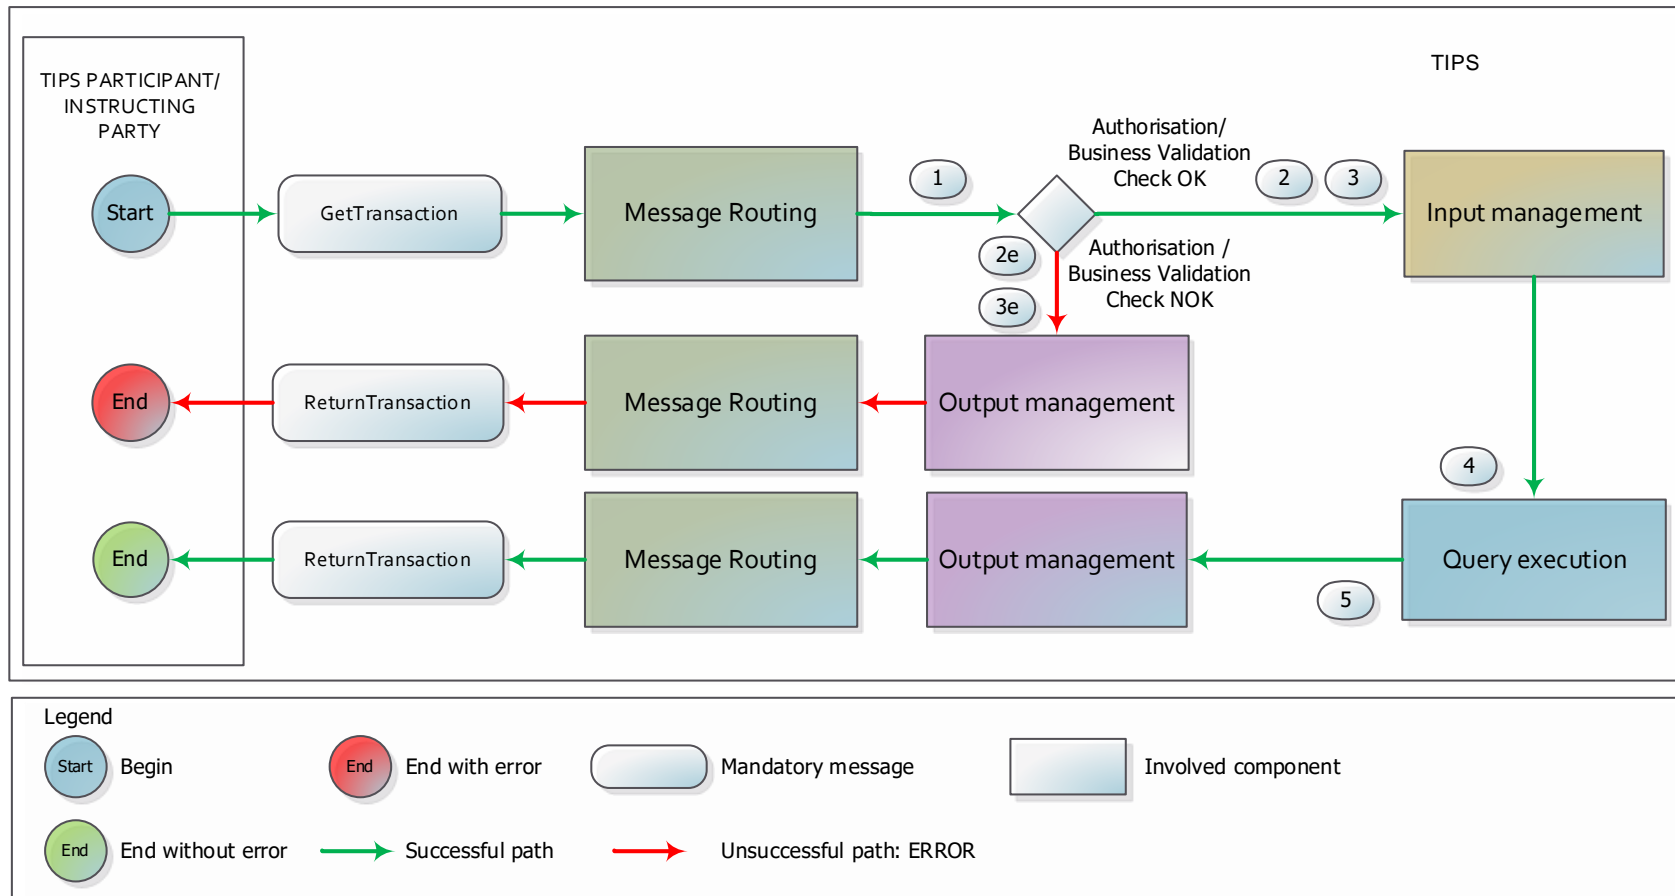 TIPS PARTICIPANT/
INSTRUCTING
PARTY
TIPS
Start
GetTransaction
Message Routing
1
Authorisation/
Business Validation
Check OK
2
3
Input management
2e
3e
Authorisation /
Business Validation
Check NOK
End
ReturnTransaction
Message Routing
Output management
4
End
ReturnTransaction
Message Routing
Output management
5
Query execution
Legend
Start
Begin
End
End with error
Mandatory message
Involved component
End
End without error
Successful path
Unsuccessful path: ERROR